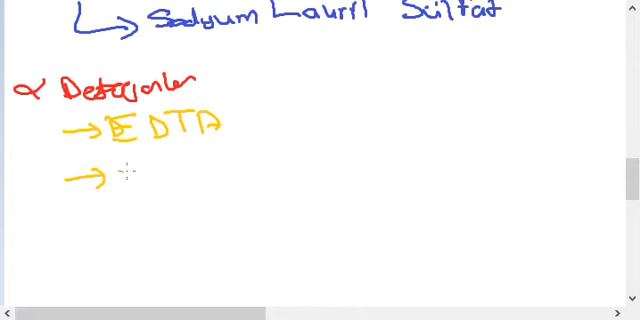 Sodyum Lauril Sülfat
α Deterjanlar
→ EDTA
→